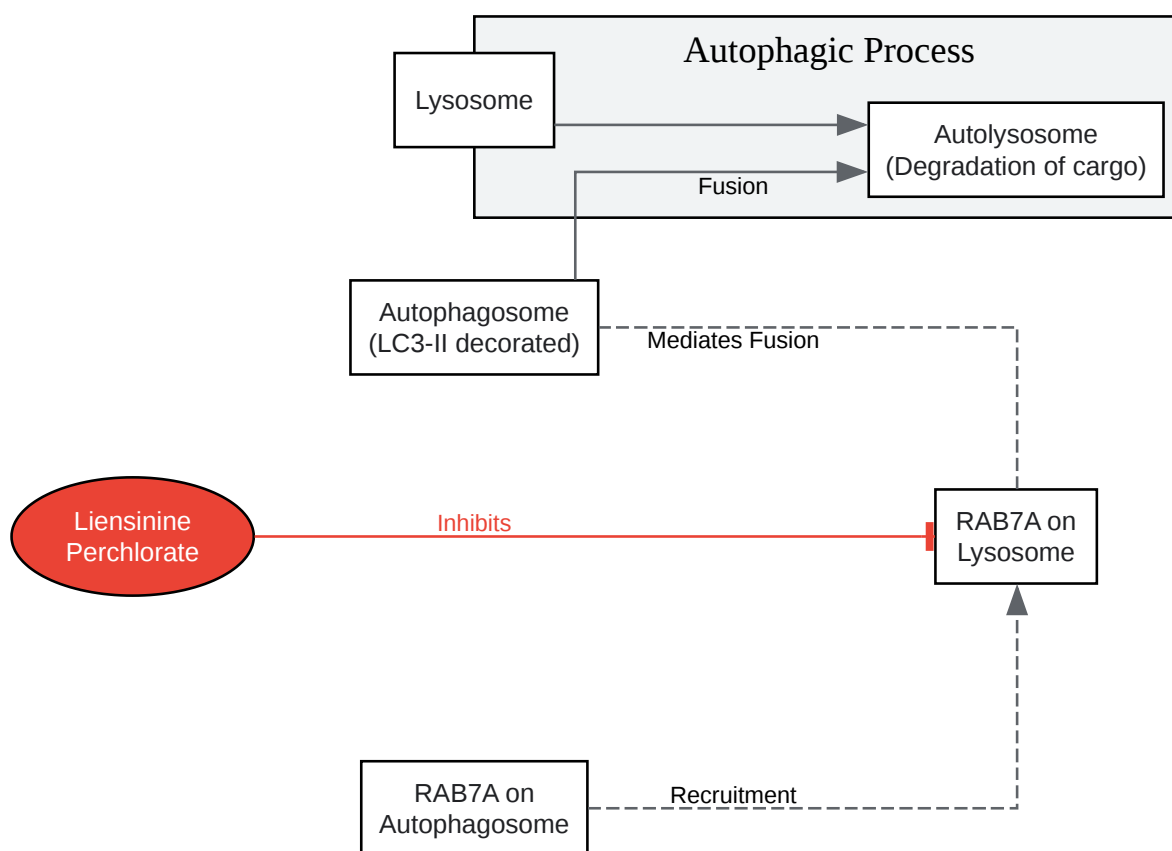 Autophagic Process
Lysosome
Autolysosome
(Degradation of cargo)
Fusion
Autophagosome
(LC3-II decorated)
Mediates Fusion
Liensinine
Perchlorate
Inhibits
RAB7A on
Lysosome
RAB7A on
Autophagosome
Recruitment